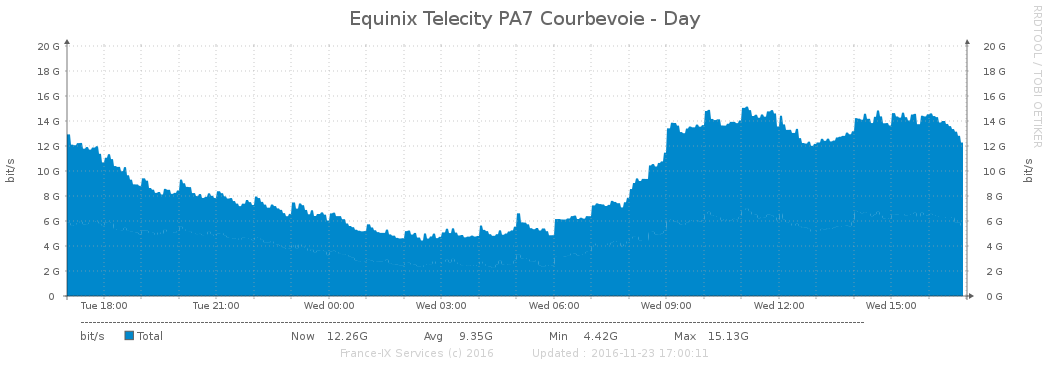 Equinix Telecity PA7 Courbevoie - Day
RRDTOOL / TOBI OETIKER
20 G 20 G
18 G 18 G
16 G 16 G
14 G 14 G
12 G 12 G
10 G 10 G
8 G 8 G
6 G 6 G
4 G 4 G
2 G 2 G
0 0 G
bit/s bit/s
Tue 18:00 Tue 21:00 Wed 00:00 Wed 03:00 Wed 06:00 Wed 09:00 Wed 12:00 Wed 15:00
bit/s Total Now 12.26G Avg 9.35G Min 4.42G Max 15.13G
France-IX Services (c) 2016 Updated : 2016-11-23 17:00:11